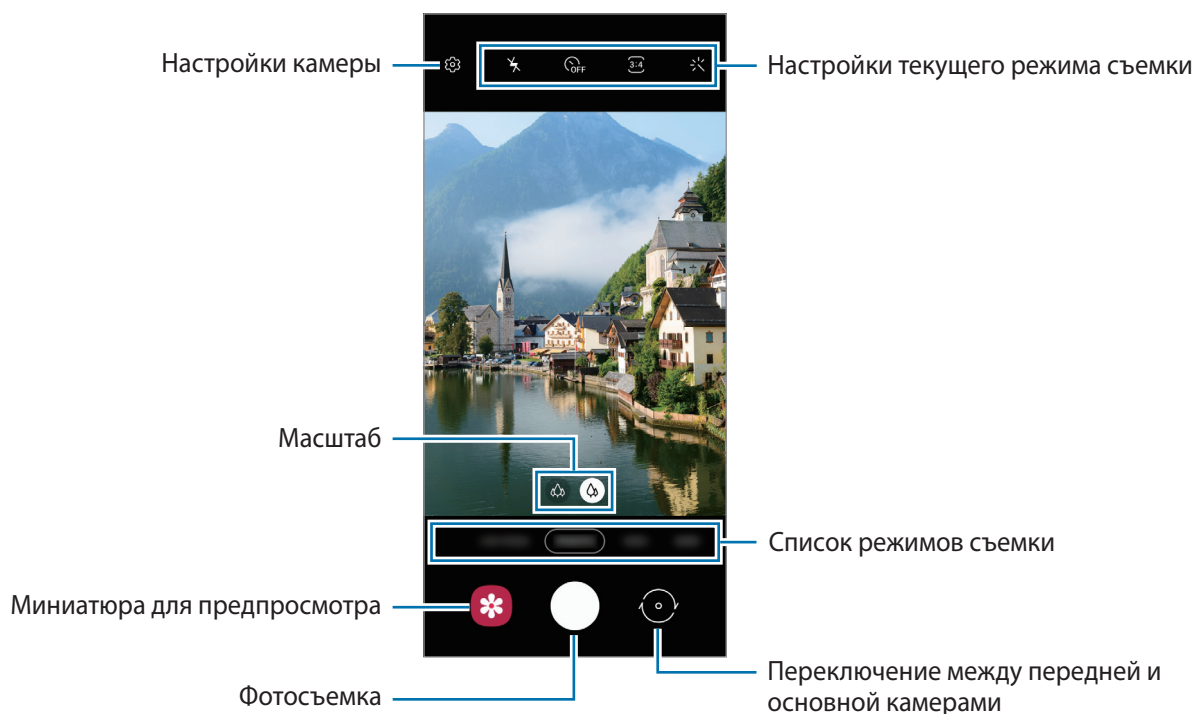 Настройки камеры
Настройки текущего режима съемки
OFF
3:4
Масштаб
Список режимов съемки
Миниатюра для предпросмотра
Фотосъемка
Переключение между передней и
основной камерами